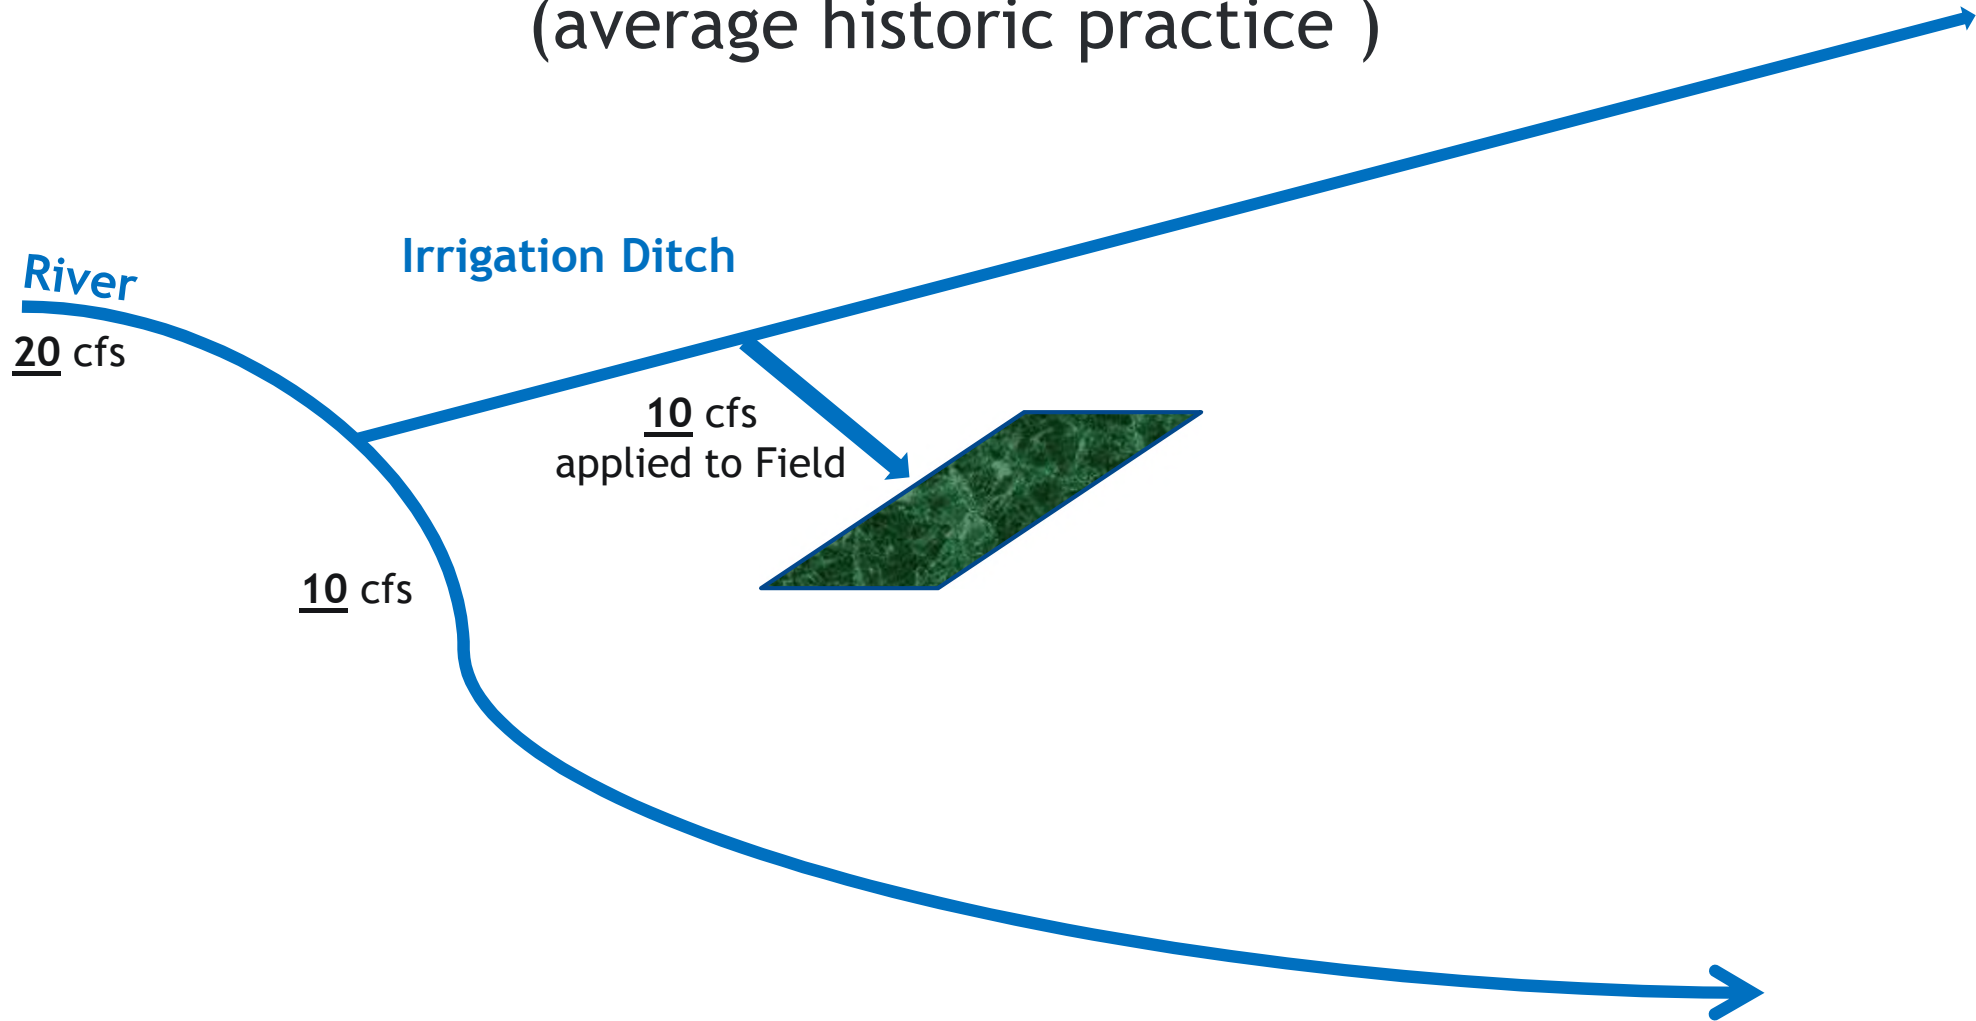 (average historic practice )
Irrigation Ditch
River
20 cfs
10 cfs
applied to Field
10 cfs